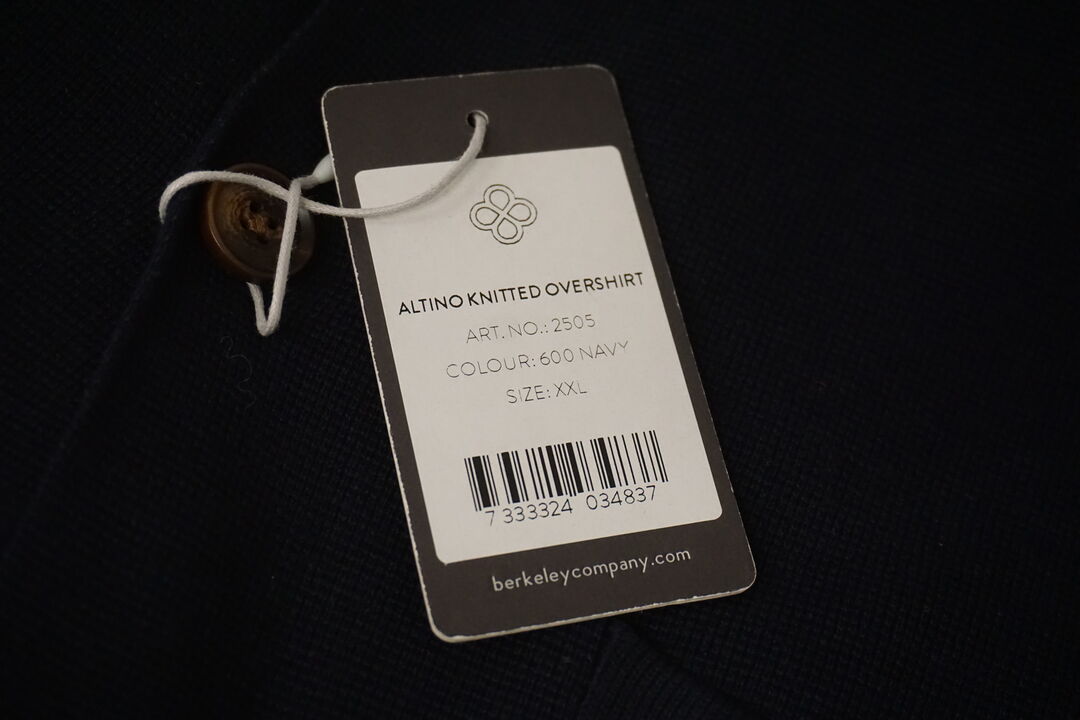 ALTINO KNITTED OVERSHIRT
ART. NO.: 2505
COLOUR: 600 NAVY
SIZE: XXL
7 333324 034837
berkeleycompany.com